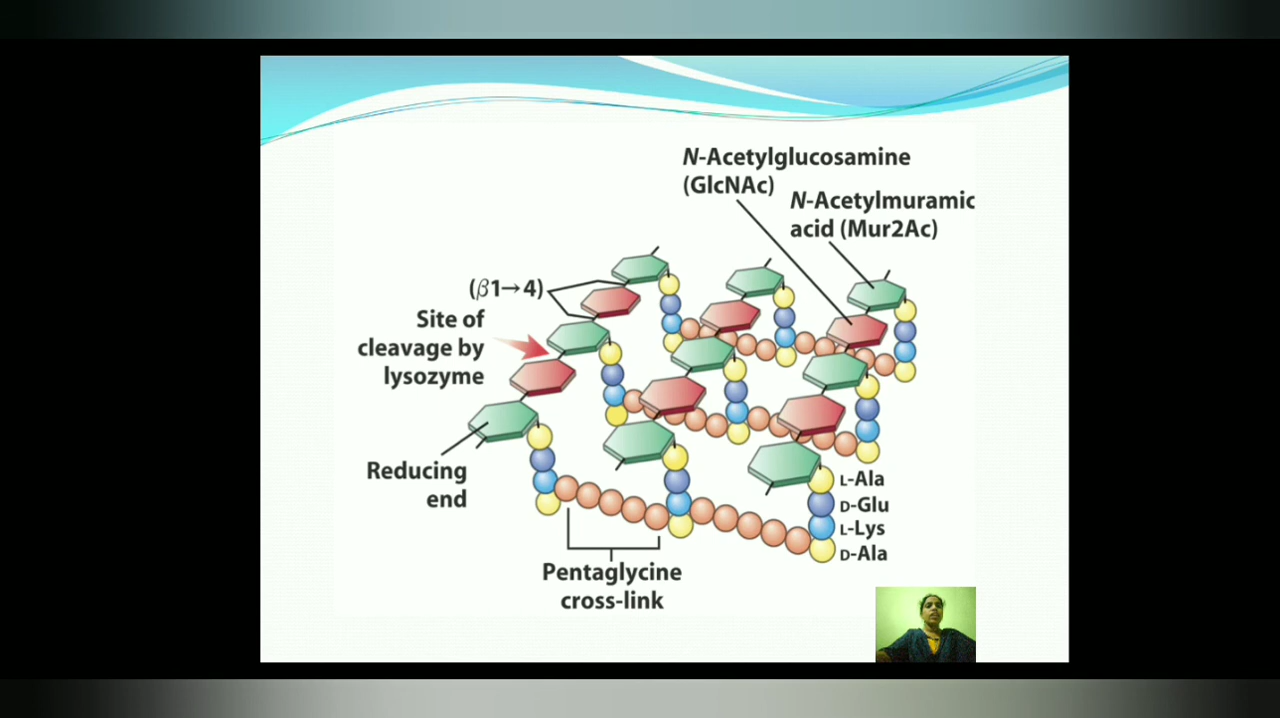 N-Acetylglucosamine
(GlcNAc)
N-Acetylmuramic
acid (Mur2Ac)
(β1→4)
Site of
cleavage by
lysozyme
Reducing
end
L-Ala
D-Glu
L-Lys
D-Ala
Pentaglycine
cross-link